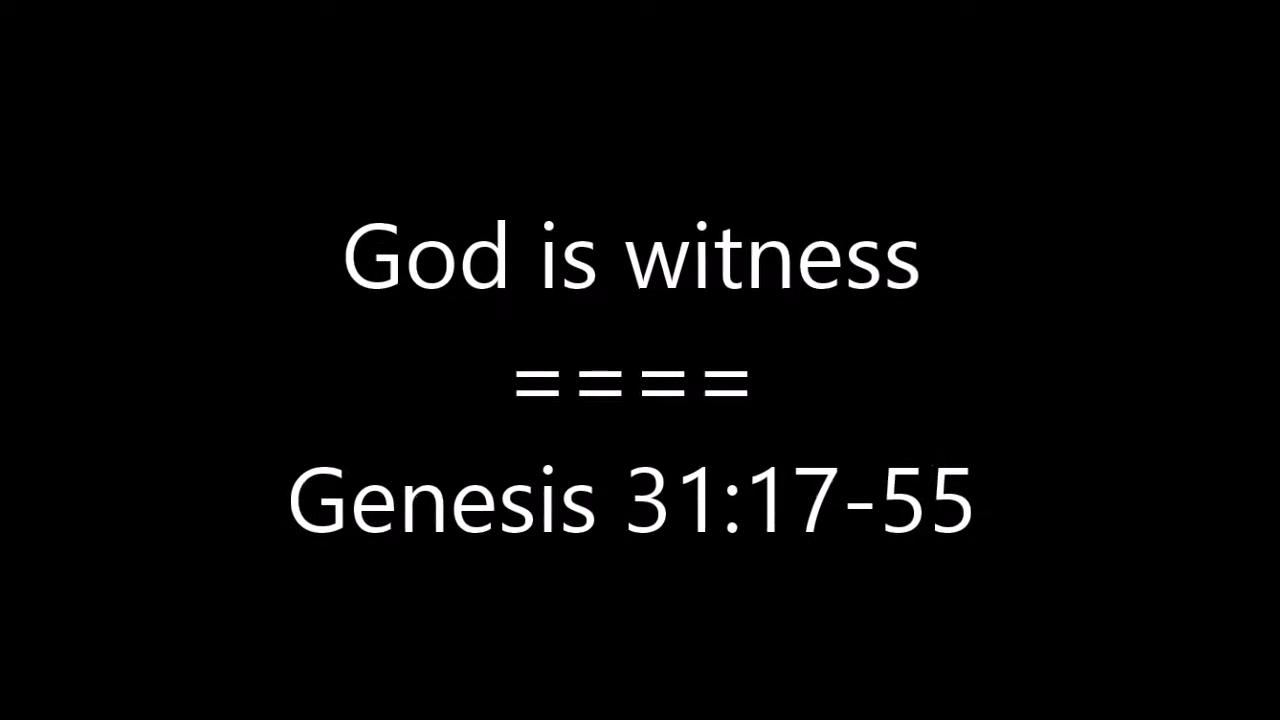 God is witness
====
Genesis 31:17-55